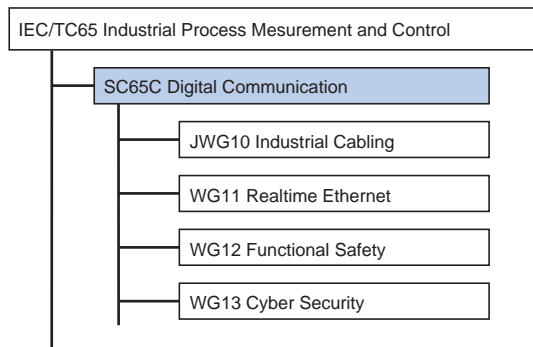 IEC/TC65 Industrial Process Mesurement and Control
SC65C Digital Communication
JWG10 Industrial Cabling
WG11 Realtime Ethernet
WG12 Functional Safety
WG13 Cyber Security